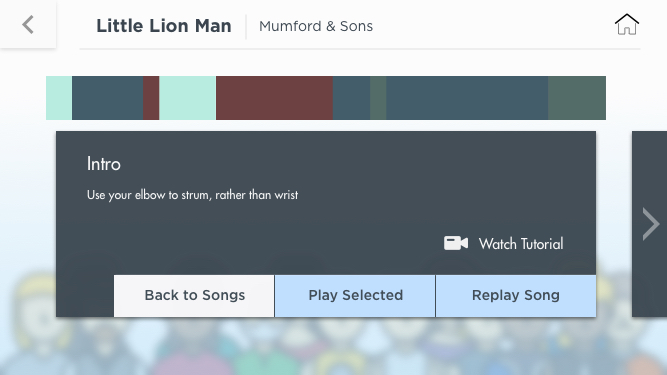 Little Lion Man
Mumford & Sons
Intro
Use your elbow to strum, rather than wrist
Watch Tutorial
Back to Songs
Play Selected
Replay Song